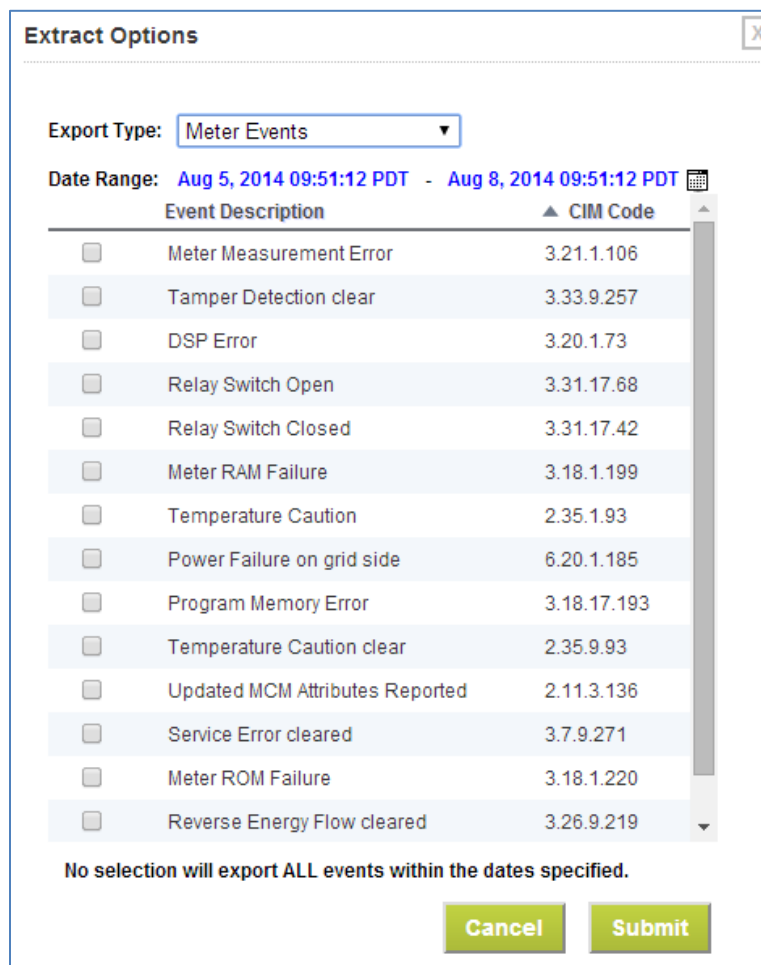 Extract Options X
Export Type: Meter Events ▼
Date Range: Aug 5, 2014 09:51:12 PDT - Aug 8, 2014 09:51:12 PDT
Event Description ▲ CIM Code
Meter Measurement Error 3.21.1.106
Tamper Detection clear 3.33.9.257
DSP Error 3.20.1.73
Relay Switch Open 3.31.17.68
Relay Switch Closed 3.31.17.42
Meter RAM Failure 3.18.1.199
Temperature Caution 2.35.1.93
Power Failure on grid side 6.20.1.185
Program Memory Error 3.18.17.193
Temperature Caution clear 2.35.9.93
Updated MCM Attributes Reported 2.11.3.136
Service Error cleared 3.7.9.271
Meter ROM Failure 3.18.1.220
Reverse Energy Flow cleared 3.26.9.219
No selection will export ALL events within the dates specified.
Cancel Submit